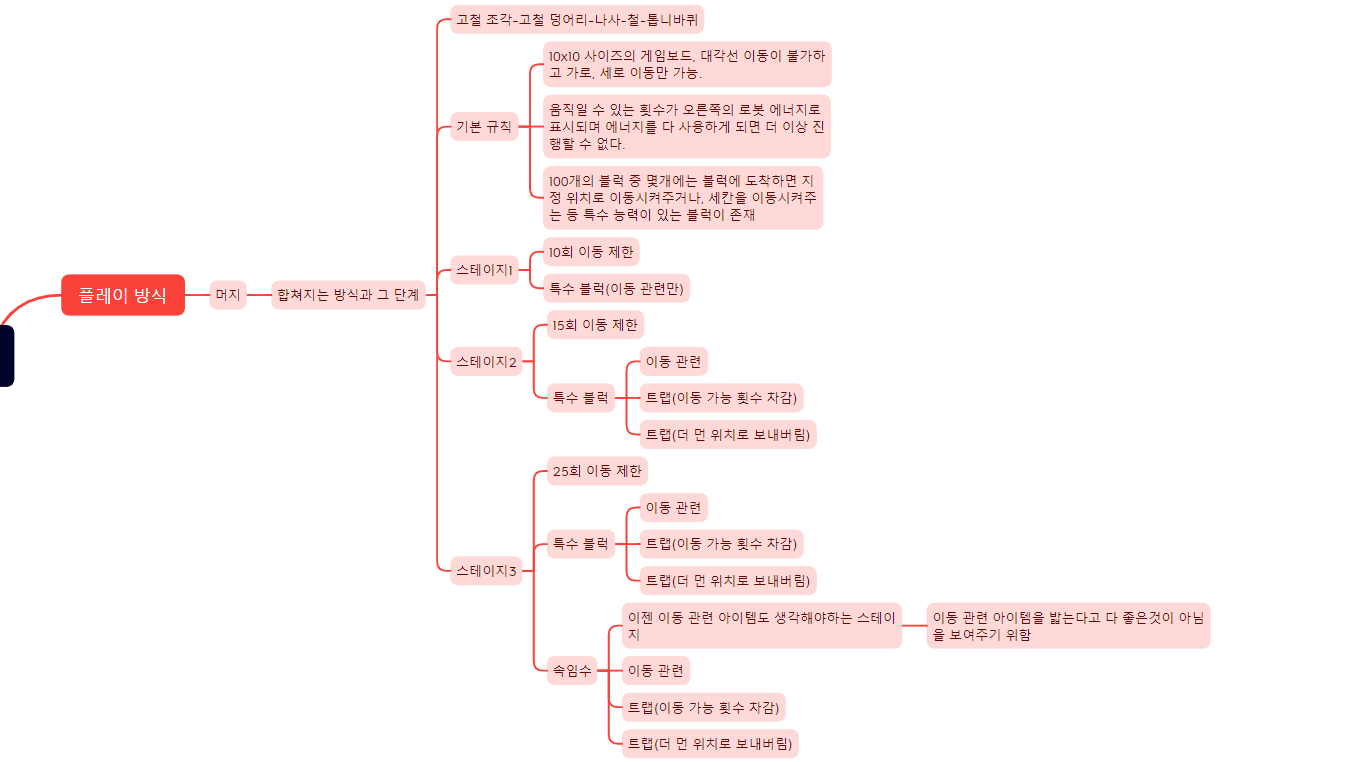 플레이 방식
머지
합쳐지는 방식과 그 단계
고철 조각-고철 덩어리-나사-철-톱니바퀴
기본 규칙
10x10 사이즈의 게임보드, 대각선 이동이 불가하
고 가로, 세로 이동만 가능.
움직일 수 있는 횟수가 오른쪽의 로봇 에너지로
표시되며 에너지를 다 사용하게 되면 더 이상 진
행할 수 없다.
100개의 블럭 중 몇개에는 블럭에 도착하면 지
정 위치로 이동시켜주거나, 세칸을 이동시켜주
는 등 특수 능력이 있는 블럭이 존재
스테이지1
10회 이동 제한
특수 블럭(이동 관련만)
스테이지2
15회 이동 제한
특수 블럭
이동 관련
트랩(이동 가능 횟수 차감)
트랩(더 먼 위치로 보내버림)
스테이지3
25회 이동 제한
특수 블럭
이동 관련
트랩(이동 가능 횟수 차감)
트랩(더 먼 위치로 보내버림)
속임수
이젠 이동 관련 아이템도 생각해야하는 스테이
지
이동 관련 아이템을 밟는다고 다 좋은것이 아님
을 보여주기 위함
이동 관련
트랩(이동 가능 횟수 차감)
트랩(더 먼 위치로 보내버림)